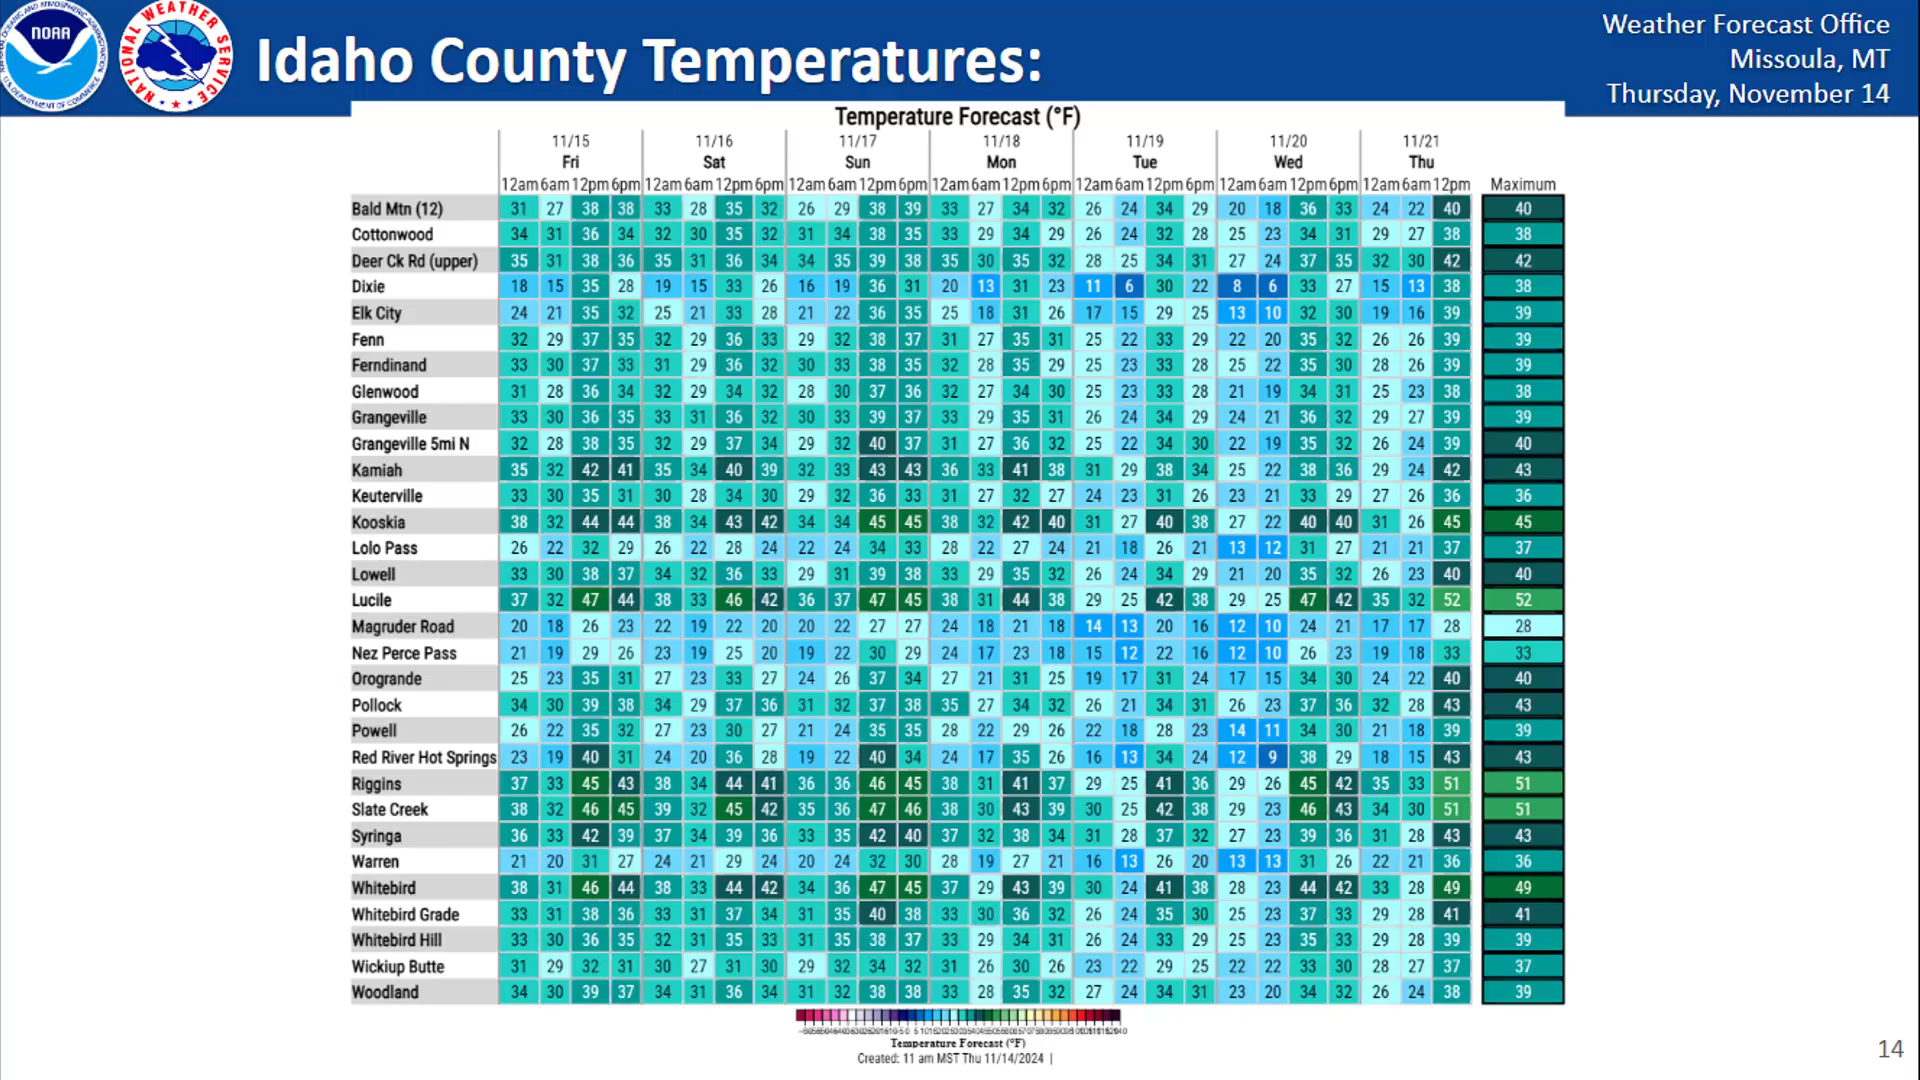 NOAA
NATIONAL WEATHER SERVICE
Idaho County Temperatures:
Weather Forecast Office
Missoula, MT
Thursday, November 14
Temperature Forecast (°F)
11/15 11/16 11/17 11/18 11/19 11/20 11/21
Fri Sat Sun Mon Tue Wed Thu
12am 6am 12pm 6pm 12am 6am 12pm 6pm 12am 6am 12pm 6pm 12am 6am 12pm 6pm 12am 6am 12pm 6pm 12am 6am 12pm 6pm 12am 6am 12pm Maximum
Bald Mtn (12) 31 27 38 38 33 28 35 32 26 29 38 39 33 27 34 32 26 24 34 29 20 18 36 33 24 22 40 40
Cottonwood 34 31 36 34 32 30 35 32 31 34 38 35 33 29 34 29 26 24 32 28 25 23 34 31 29 27 38 38
Deer Ck Rd (upper) 35 31 38 36 35 31 36 34 34 35 39 38 35 30 35 32 28 25 34 31 27 24 37 35 32 30 42 42
Dixie 18 15 35 28 19 15 33 26 16 19 36 31 20 13 31 23 11 6 30 22 8 6 33 27 15 13 38 38
Elk City 24 21 35 32 25 21 33 28 21 22 36 35 25 18 31 26 17 15 29 25 13 10 32 30 19 16 39 39
Fenn 32 29 37 35 32 29 36 33 29 32 38 37 31 27 35 31 25 22 33 29 22 20 35 32 26 26 39 39
Ferndinand 33 30 37 33 31 29 36 32 30 33 38 35 32 28 35 29 25 23 33 28 25 22 35 30 28 26 39 39
Glenwood 31 28 36 34 32 29 34 32 28 30 37 36 32 27 34 30 25 23 33 28 21 19 34 31 25 23 38 38
Grangeville 33 30 36 35 33 31 36 32 30 33 39 37 33 29 35 31 26 24 34 29 24 21 36 32 29 27 39 39
Grangeville 5mi N 32 28 38 35 32 29 37 34 29 32 40 37 31 27 36 32 25 22 34 30 22 19 35 32 26 24 39 40
Kamiah 35 32 42 41 35 34 40 39 32 33 43 43 36 33 41 38 31 29 38 34 25 22 38 36 29 24 42 43
Keuterville 33 30 35 31 30 28 34 30 29 32 36 33 31 27 32 27 24 23 31 26 23 21 33 29 27 26 36 36
Kooskia 38 32 44 44 38 34 43 42 34 34 45 45 38 32 42 40 31 27 40 38 27 22 40 40 31 26 45 45
Lolo Pass 26 22 32 29 26 22 28 24 22 24 34 33 28 22 27 24 21 18 26 21 13 12 31 27 21 21 37 37
Lowell 33 30 38 37 34 32 36 33 29 31 39 38 33 29 35 32 26 24 34 29 21 20 35 32 26 23 40 40
Lucile 37 32 47 44 38 33 46 42 36 37 47 45 38 31 44 38 29 25 42 38 29 25 47 42 35 32 52 52
Magruder Road 20 18 26 23 22 19 22 20 20 22 27 27 24 18 21 18 14 13 20 16 12 10 24 21 17 17 28 28
Nez Perce Pass 21 19 29 26 23 19 25 20 19 22 30 29 24 17 23 18 15 12 22 16 12 10 26 23 19 18 33 33
Orogrande 25 23 35 31 27 23 33 27 24 26 37 34 27 21 31 25 19 17 31 24 17 15 34 30 24 22 40 40
Pollock 34 30 39 38 34 29 37 36 31 32 37 38 35 27 34 32 26 21 34 31 26 23 37 36 32 28 43 43
Powell 26 22 35 32 27 23 30 27 21 24 35 35 28 22 29 26 22 18 28 23 14 11 34 30 21 18 39 39
Red River Hot Springs 23 19 40 31 24 20 36 28 19 22 40 34 24 17 35 26 16 13 34 24 12 9 38 29 18 15 43 43
Riggins 37 33 45 43 38 34 44 41 36 36 46 45 38 31 41 37 29 25 41 36 29 26 45 42 35 33 51 51
Slate Creek 38 32 46 45 39 32 45 42 35 36 47 46 38 30 43 39 30 25 42 38 29 23 46 43 34 30 51 51
Syringa 36 33 42 39 37 34 39 36 33 35 42 40 37 32 38 34 31 28 37 32 27 23 39 36 31 28 43 43
Warren 21 20 31 27 24 21 29 24 20 24 32 30 28 19 27 21 16 13 26 20 13 13 31 26 22 21 36 36
Whitebird 38 31 46 44 38 33 44 42 34 36 47 45 37 29 43 39 30 24 41 38 28 23 44 42 33 28 49 49
Whitebird Grade 33 31 38 36 33 31 37 34 31 35 40 38 33 30 36 32 26 24 35 30 25 23 37 33 29 28 41 41
Whitebird Hill 33 30 36 35 32 31 35 33 31 35 38 37 33 29 34 31 26 24 33 29 25 23 35 33 29 28 39 39
Wickiup Butte 31 29 32 31 30 27 31 30 29 32 34 32 31 26 30 26 23 22 29 25 22 22 33 30 28 27 37 37
Woodland 34 30 39 37 34 31 36 34 31 32 38 38 33 28 35 32 27 24 34 31 23 20 34 32 26 24 38 39
Temperature Forecast (°F)
Created: 11 am MST Thu 11/14/2024 |
14